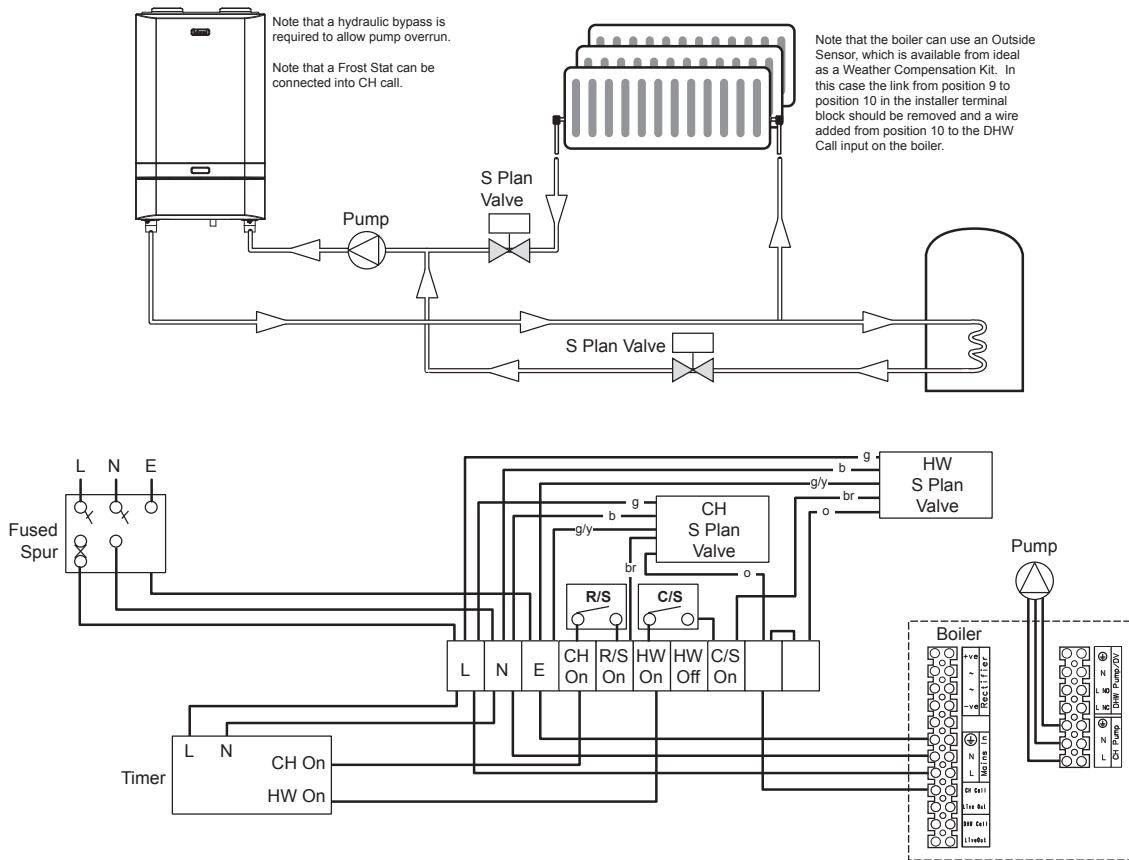 Note that a hydraulic bypass is
required to allow pump overrun.
Note that a Frost Stat can be
connected into CH call.
Note that the boiler can use an Outside
Sensor, which is available from ideal
as a Weather Compensation Kit. In
this case the link from position 9 to
position 10 in the installer terminal
block should be removed and a wire
added from position 10 to the DHW
Call input on the boiler.
S Plan
Valve
Pump
S Plan Valve
L N E
Fused
Spur
g
b
g/y
br
o
HW
S Plan
Valve
g
b
g/y
br
o
CH
S Plan
Valve
R/S
C/S
L
N
E
CH
On
R/S
On
HW
On
HW
Off
C/S
On
L N
CH On
HW On
Timer
Pump
Boiler
+ve
~
~
-ve
Rectifier
N
L
Mains In
CH Call
Live Out
DHW Call
LiveOut
N
L NO
L NC
DHW Pump/DV
N
L
CH Pump